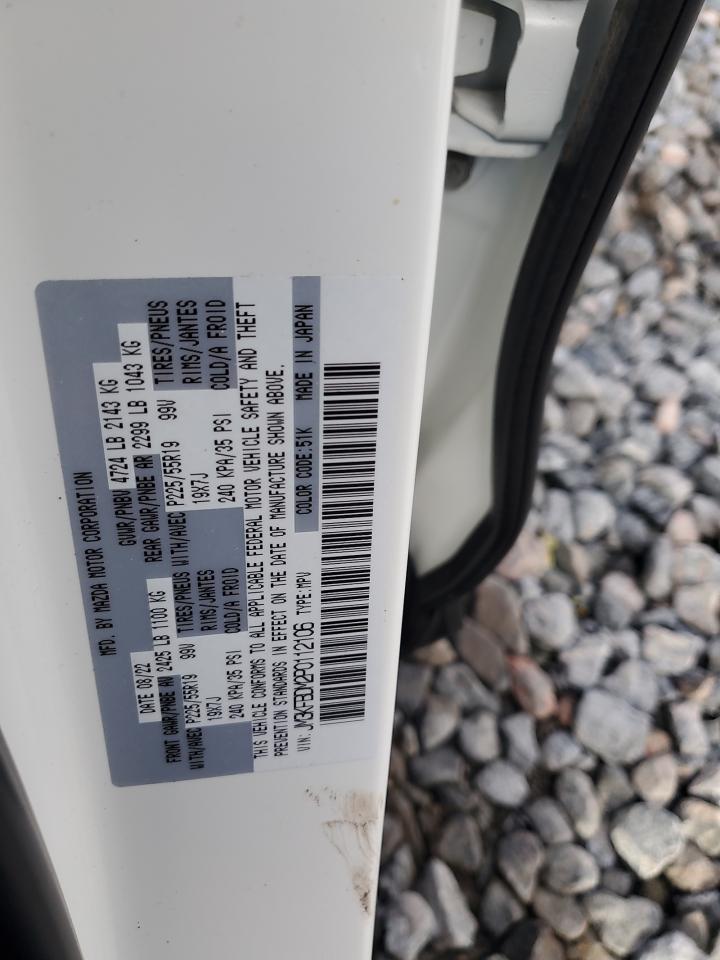 MFD. BY MAZDA MOTOR CORPORATION
DATE 08/22 GVWR/PNBV 4724 LB 2143 KG
FRONT GAWR/PNBE AV 2425 LB 1100 KG REAR GAWR/PNBE AR 2299 LB 1043 KG
WITH/AVEC P225/55R19 99V TIRES/PNEUS WITH/AVEC P225/55R19 99V TIRES/PNEUS
19X7J RIMS/JANTES 19X7J RIMS/JANTES
240 KPA/35 PSI COLD/A FROID 240 KPA/35 PSI COLD/A FROID
THIS VEHICLE CONFORMS TO ALL APPLICABLE FEDERAL MOTOR VEHICLE SAFETY AND THEFT
PREVENTION STANDARDS IN EFFECT ON THE DATE OF MANUFACTURE SHOWN ABOVE.
VIN: JM3KFBDM2P0112106 TYPE: MPV COLOR CODE: 51K MADE IN JAPAN